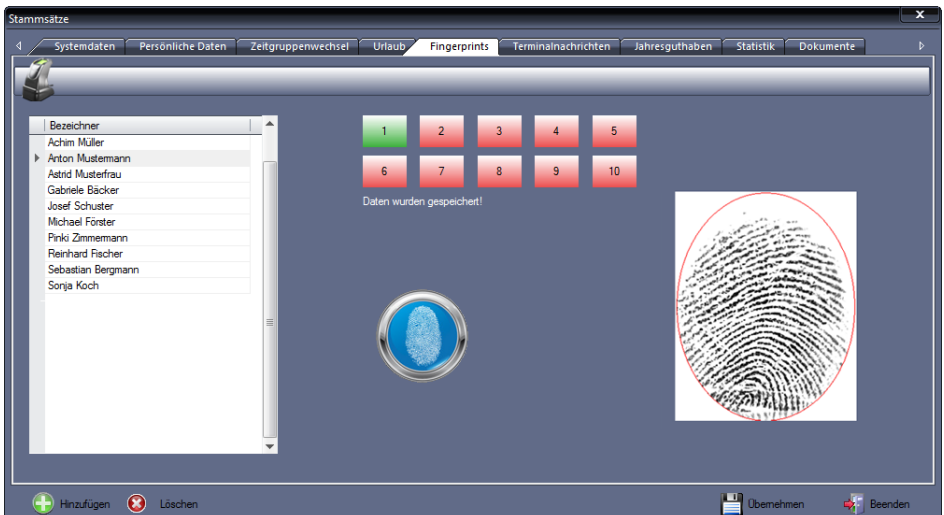 Stammsätze
Systemdaten Persönliche Daten Zeitgruppenwechsel Urlaub Fingerprints Terminalnachrichten Jahresguthaben Statistik Dokumente
Bezeichner
Achim Müller
Anton Mustermann
Astrid Musterfrau
Gabriele Bäcker
Josef Schuster
Michael Förster
Pinki Zimmermann
Reinhard Fischer
Sebastian Bergmann
Sonja Koch
1 2 3 4 5
6 7 8 9 10
Daten wurden gespeichert!
Hinzufügen Löschen Übernehmen Beenden